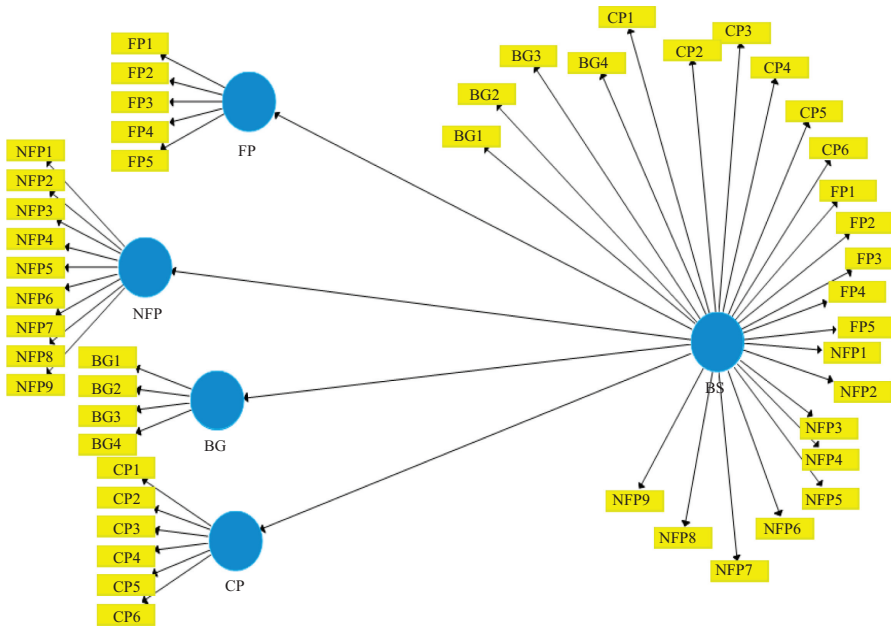 FP1
FP2
FP3
FP4
FP5
FP
NFP1
NFP2
NFP3
NFP4
NFP5
NFP6
NFP7
NFP8
NFP9
NFP
BG1
BG2
BG3
BG4
BG
CP1
CP2
CP3
CP4
CP5
CP6
CP
BG1
BG2
BG3
BG4
CP1
CP2
CP3
CP4
CP5
CP6
FP1
FP2
FP3
FP4
FP5
NFP1
NFP2
NFP3
NFP4
NFP5
NFP6
NFP7
NFP8
NFP9
BS